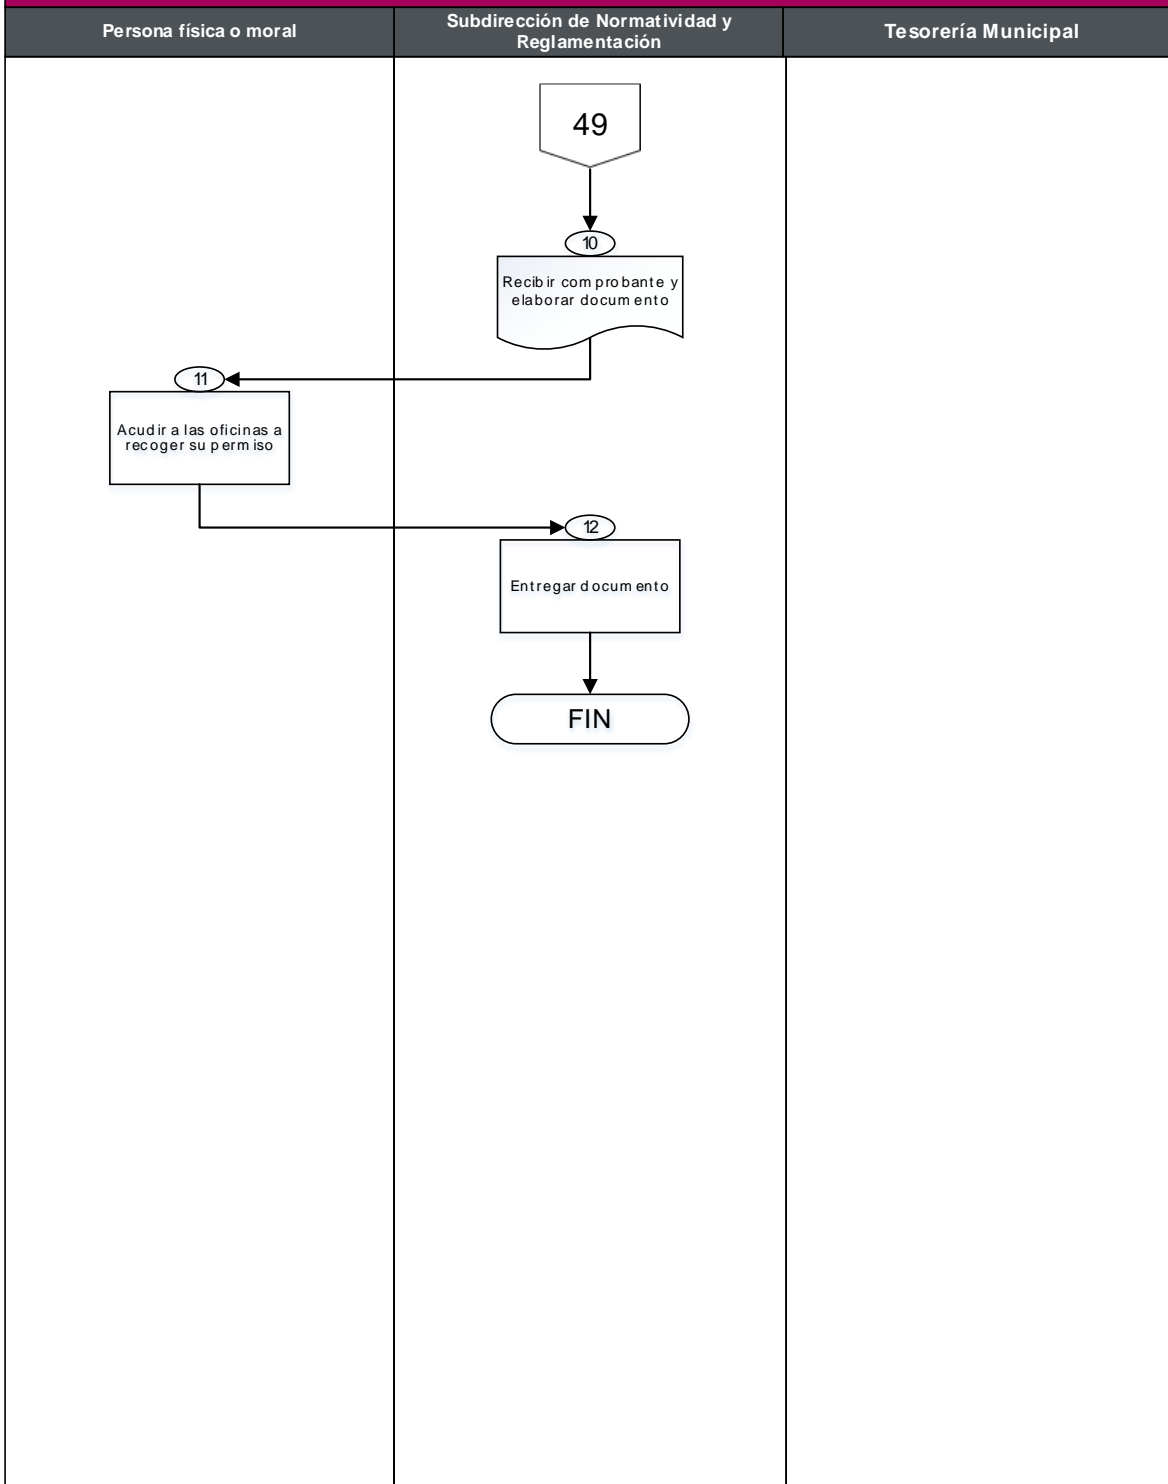 Persona física o moral
Subdirección de Normatividad y
Reglamentación
Tesorería Municipal
49
10
Recibir comprobante y
elaborar documento
11
Acudir a las oficinas a
recoger su permiso
12
Entregar documento
FIN